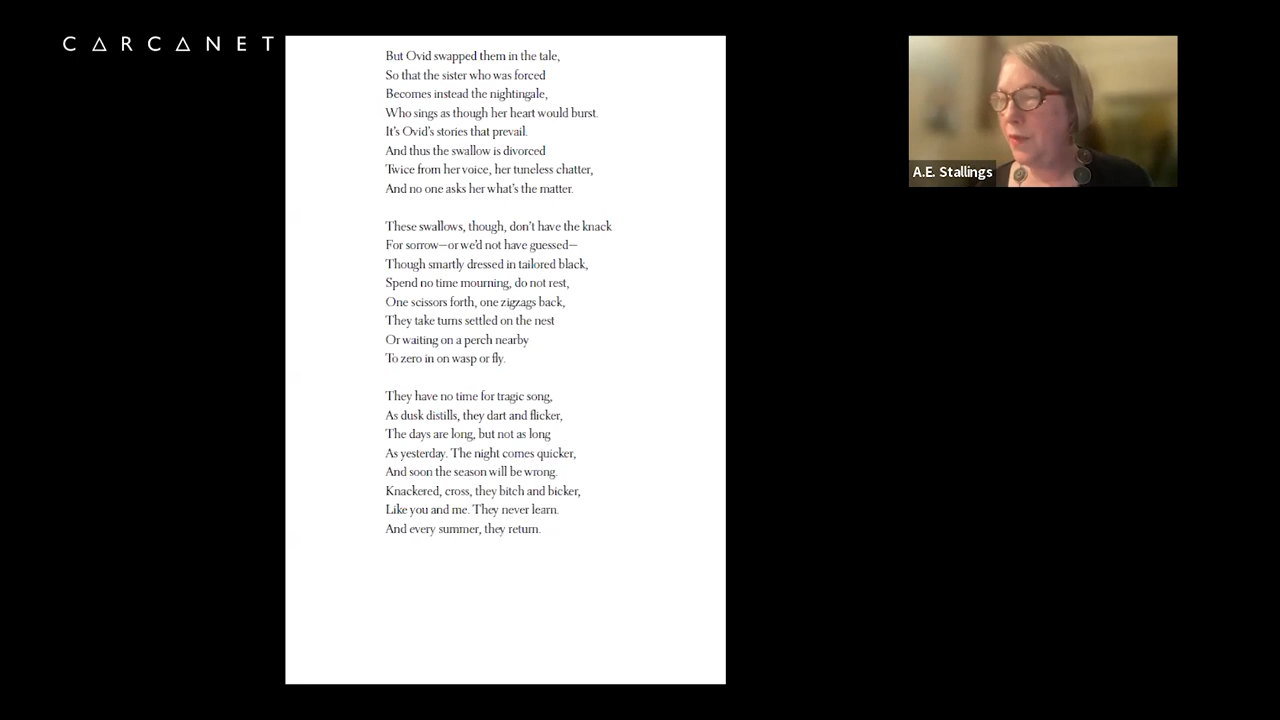 CARCANET
But Ovid swapped them in the tale,
So that the sister who was forced
Becomes instead the nightingale,
Who sings as though her heart would burst.
It's Ovid's stories that prevail.
And thus the swallow is divorced
Twice from her voice, her tuneless chatter,
And no one asks her what's the matter.
These swallows, though, don't have the knack
For sorrow—or we'd not have guessed—
Though smartly dressed in tailored black,
Spend no time mourning, do not rest,
One scissors forth, one zigzags back,
They take turns settled on the nest
Or waiting on a perch nearby
To zero in on wasp or fly.
They have no time for tragic song,
As dusk distills, they dart and flicker,
The days are long, but not as long
As yesterday. The night comes quicker,
And soon the season will be wrong.
Knackered, cross, they bitch and bicker,
Like you and me. They never learn.
And every summer, they return.
A.E. Stallings